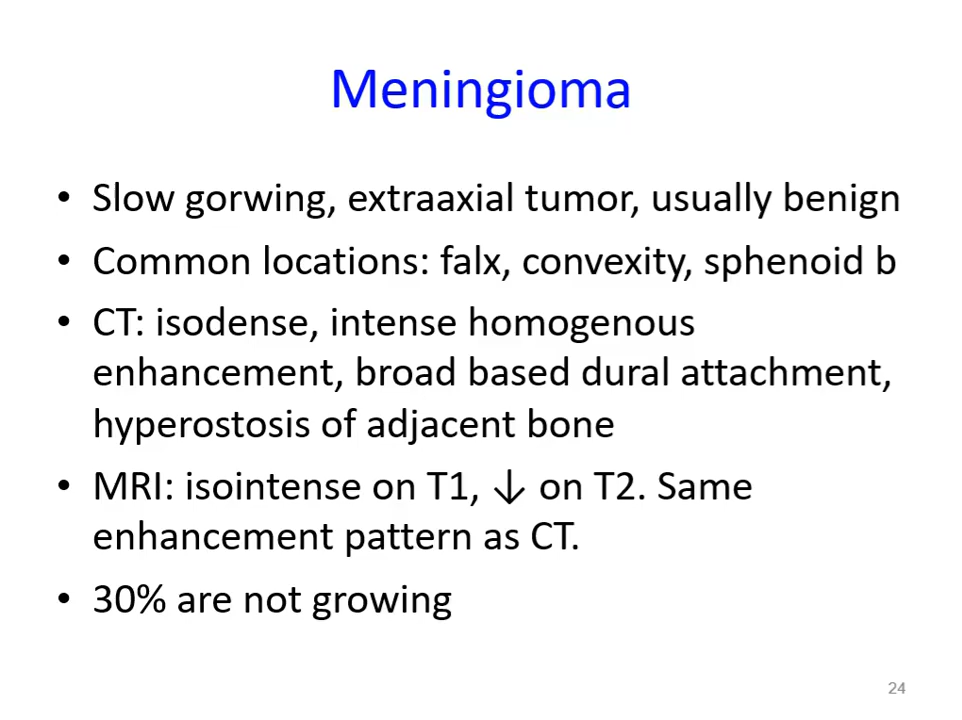 Meningioma
• Slow gorwing, extraaxial tumor, usually benign
• Common locations: falx, convexity, sphenoid b
• CT: isodense, intense homogenous
enhancement, broad based dural attachment,
hyperostosis of adjacent bone
• MRI: isointense on T1, ↓ on T2. Same
enhancement pattern as CT.
• 30% are not growing
24